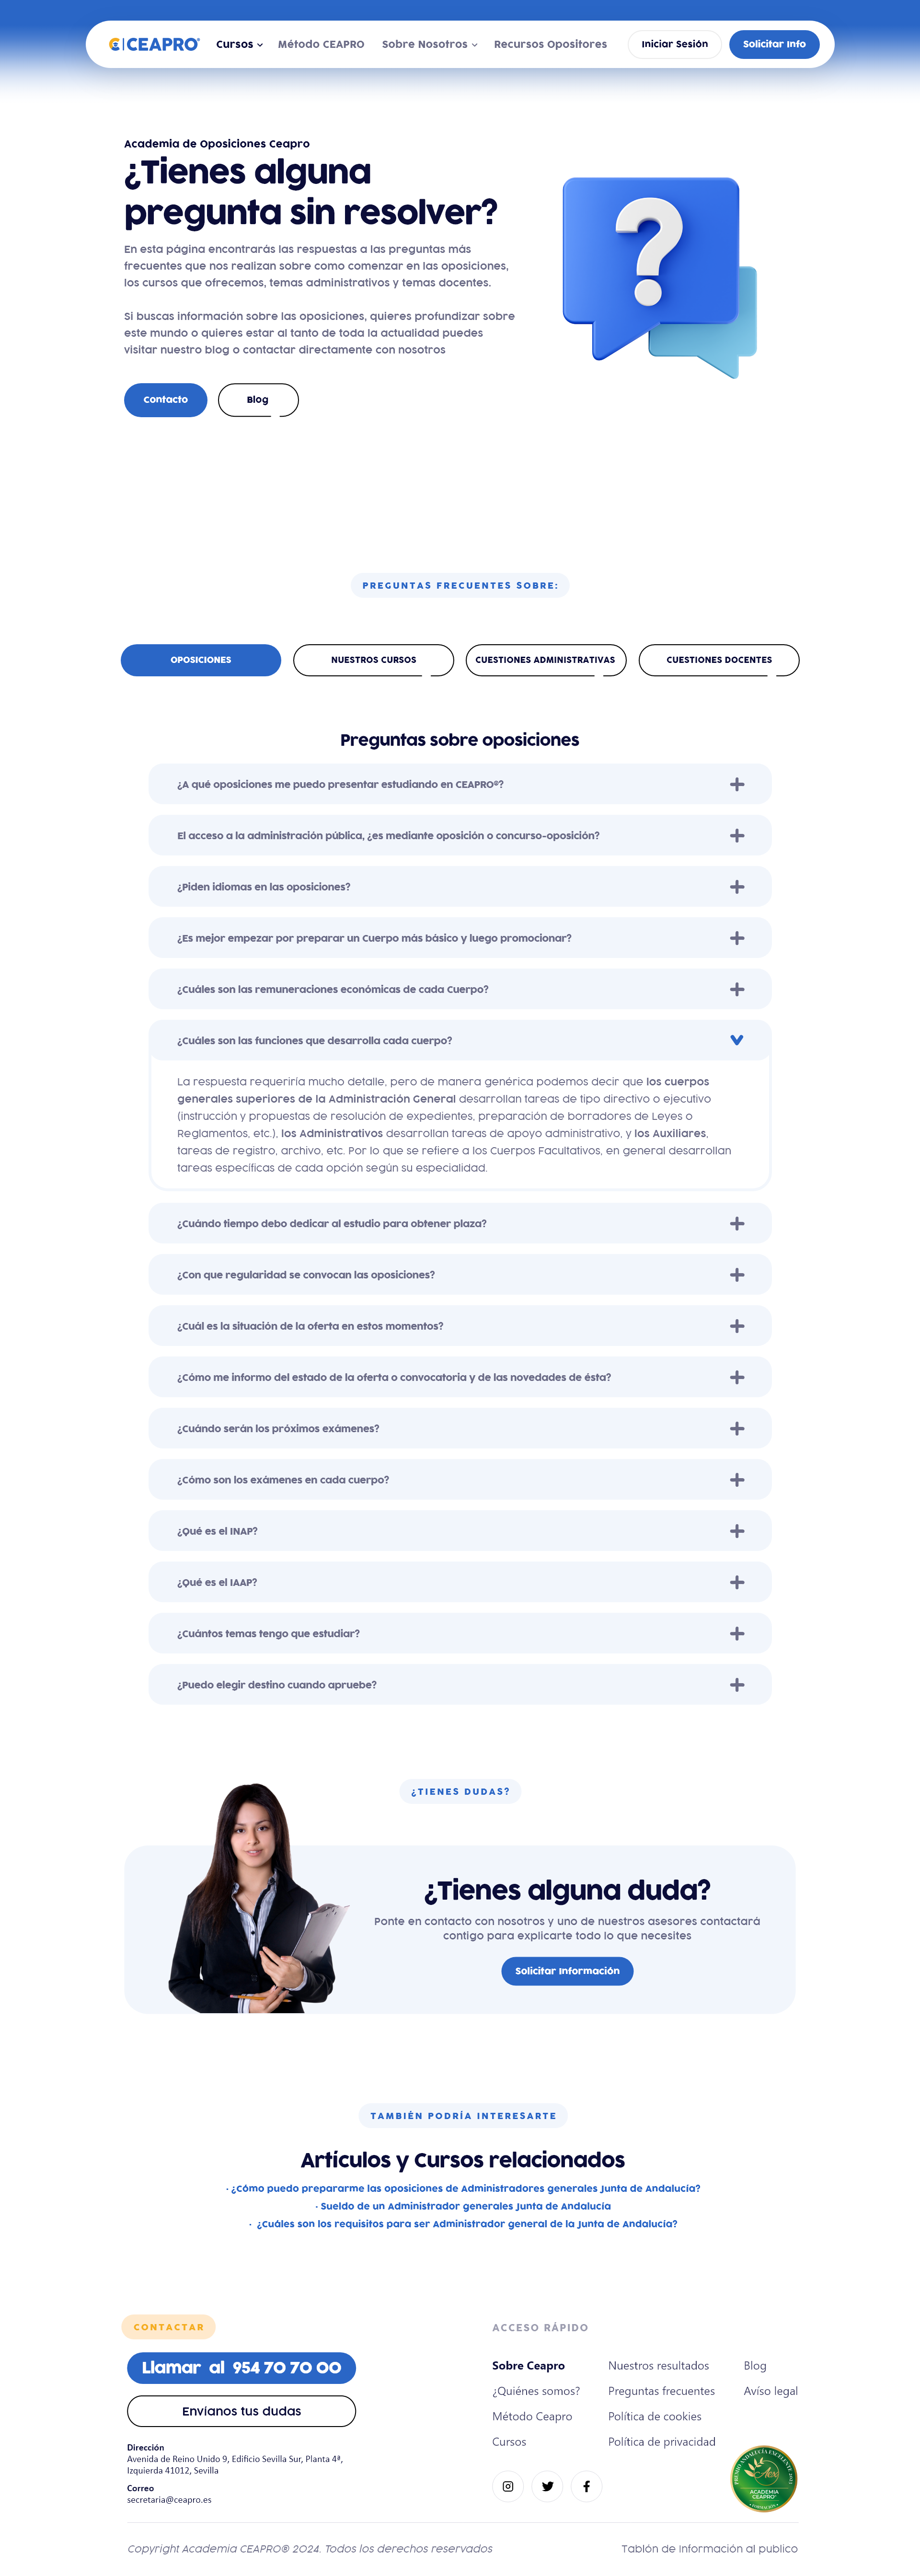 CEAPRO®
Cursos
Método CEAPRO
Sobre Nosotros
Recursos Opositores
Iniciar Sesión
Solicitar Info
Academia de Oposiciones Ceapro
¿Tienes alguna
pregunta sin resolver?
En esta página encontrarás las respuestas a las preguntas más
frecuentes que nos realizan sobre como comenzar en las oposiciones,
los cursos que ofrecemos, temas administrativos y temas docentes.
Si buscas información sobre las oposiciones, quieres profundizar sobre
este mundo o quieres estar al tanto de toda la actualidad puedes
visitar nuestro blog o contactar directamente con nosotros
Contacto
Blog
?
PREGUNTAS FRECUENTES SOBRE:
OPOSICIONES
NUESTROS CURSOS
CUESTIONES ADMINISTRATIVAS
CUESTIONES DOCENTES
Preguntas sobre oposiciones
¿A qué oposiciones me puedo presentar estudiando en CEAPRO®?
El acceso a la administración pública, ¿es mediante oposición o concurso-oposición?
¿Piden idiomas en las oposiciones?
¿Es mejor empezar por preparar un Cuerpo más básico y luego promocionar?
¿Cuáles son las remuneraciones económicas de cada Cuerpo?
¿Cuáles son las funciones que desarrolla cada cuerpo?
La respuesta requeriría mucho detalle, pero de manera genérica podemos decir que los cuerpos
generales superiores de la Administración General desarrollan tareas de tipo directivo o ejecutivo
(instrucción y propuestas de resolución de expedientes, preparación de borradores de Leyes o
Reglamentos, etc.), los Administrativos desarrollan tareas de apoyo administrativo, y los Auxiliares,
tareas de registro, archivo, etc. Por lo que se refiere a los Cuerpos Facultativos, en general desarrollan
tareas específicas de cada opción según su especialidad.
¿Cuándo tiempo debo dedicar al estudio para obtener plaza?
¿Con que regularidad se convocan las oposiciones?
¿Cuál es la situación de la oferta en estos momentos?
¿Cómo me informo del estado de la oferta o convocatoria y de las novedades de ésta?
¿Cuándo serán los próximos exámenes?
¿Cómo son los exámenes en cada cuerpo?
¿Qué es el INAP?
¿Qué es el IAAP?
¿Cuántos temas tengo que estudiar?
¿Puedo elegir destino cuando apruebe?
¿TIENES DUDAS?
¿Tienes alguna duda?
Ponte en contacto con nosotros y uno de nuestros asesores contactará
contigo para explicarte todo lo que necesites
Solicitar Información
TAMBIÉN PODRÍA INTERESARTE
Artículos y Cursos relacionados
· ¿Cómo puedo prepararme las oposiciones de Administradores generales Junta de Andalucía?
· Sueldo de un Administrador generales Junta de Andalucía
· ¿Cuáles son los requisitos para ser Administrador general de la Junta de Andalucía?
CONTACTAR
Llamar al 954 70 70 00
Envíanos tus dudas
Dirección
Avenida de Reino Unido 9, Edificio Sevilla Sur, Planta 4ª,
Izquierda 41012, Sevilla
Correo
secretaria@ceapro.es
ACCESO RÁPIDO
Sobre Ceapro
¿Quiénes somos?
Método Ceapro
Cursos
Nuestros resultados
Preguntas frecuentes
Política de cookies
Política de privacidad
Blog
Avíso legal
ACADEMIA
CEAPRO
Copyright Academia CEAPRO® 2024. Todos los derechos reservados
Tablón de Información al publico